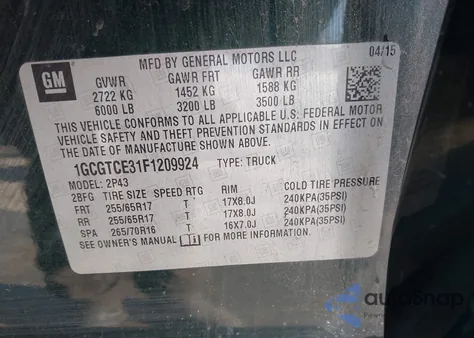 MFD BY GENERAL MOTORS LLC 04/15
GM
GVWR GAWR FRT GAWR RR
2722 KG 1452 KG 1588 KG
6000 LB 3200 LB 3500 LB
THIS VEHICLE CONFORMS TO ALL APPLICABLE U.S. FEDERAL MOTOR
VEHICLE SAFETY AND THEFT PREVENTION STANDARDS IN EFFECT ON
THE DATE OF MANUFACTURE SHOWN ABOVE.
1GCGTCE31F1209924 TYPE: TRUCK
MODEL: 2P43
2BFG TIRE SIZE SPEED RTG RIM COLD TIRE PRESSURE
FRT 255/65R17 T 17X8.0J 240KPA(35PSI)
RR 255/65R17 T 17X8.0J 240KPA(35PSI)
SPA 265/70R16 T 16X7.0J 240KPA(35PSI)
SEE OWNER'S MANUAL FOR MORE INFORMATION.
autoSnap